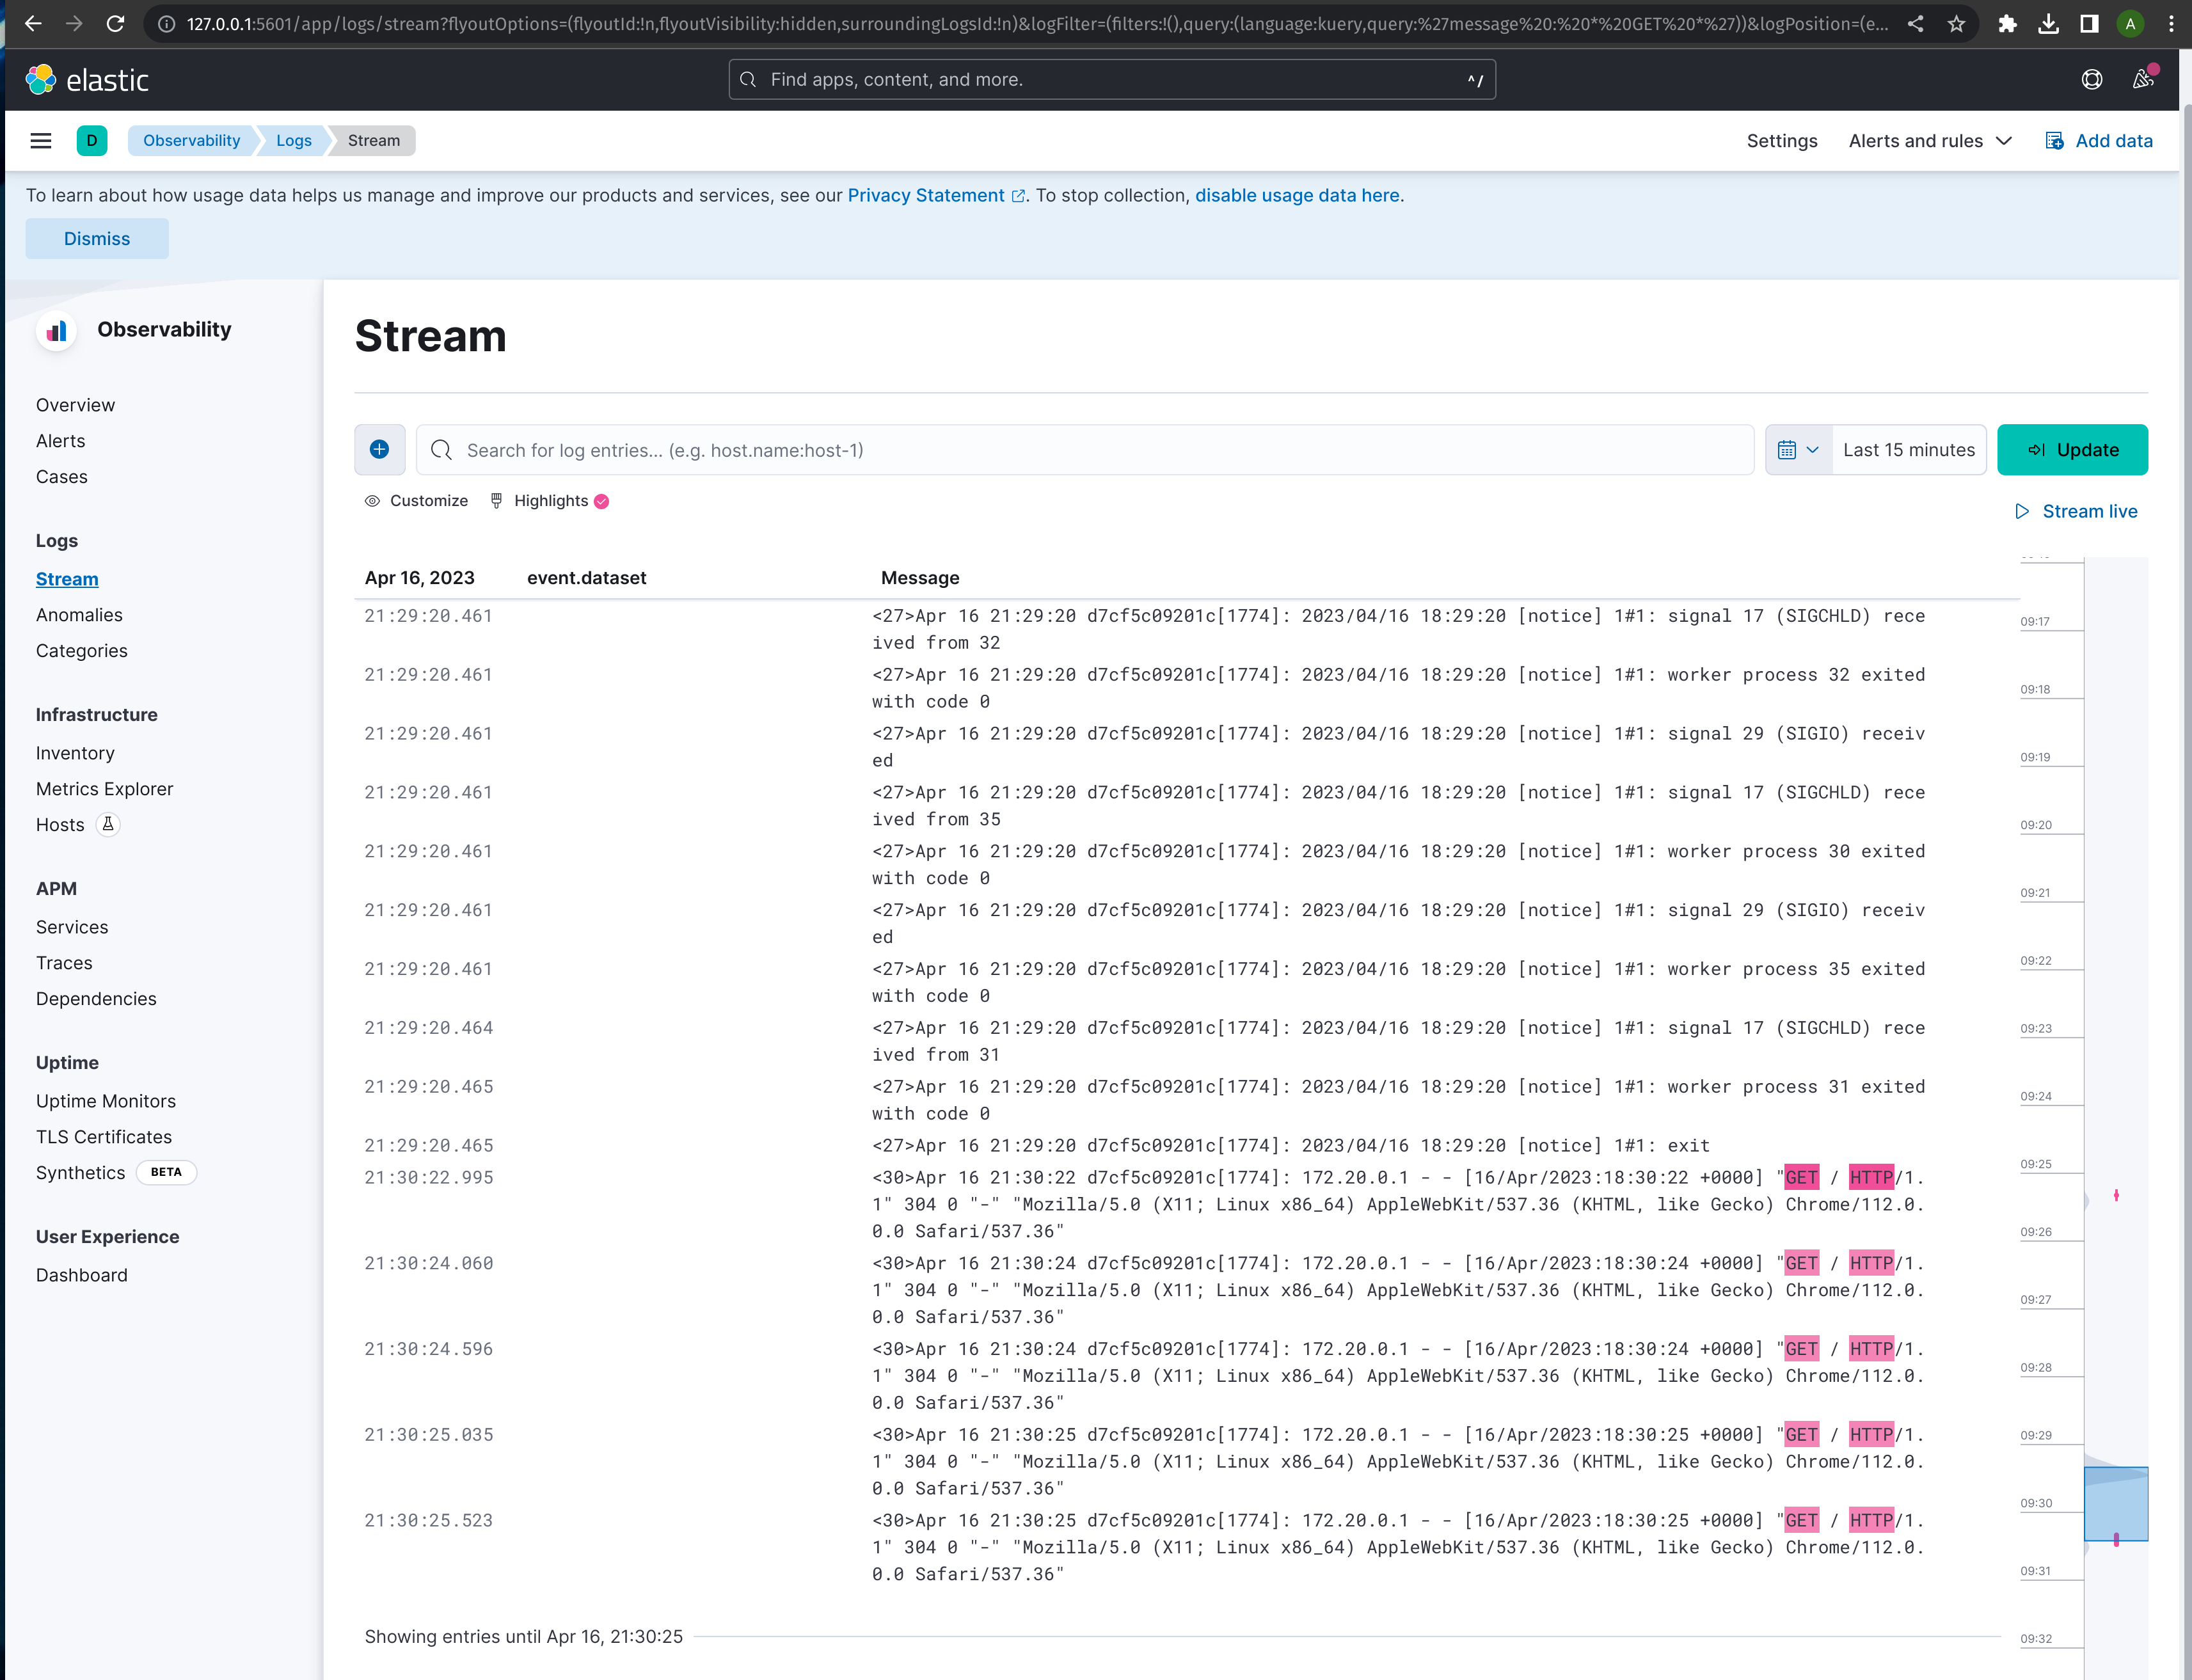 127.0.0.1:5601/app/logs/stream?flyoutOptions=(flyoutId:!n,flyoutVisibility:hidden,surroundingLogsId:!n)&logFilter=(filters:!(),query:(language:kuery,query:%27message%20:%20*%20GET%20*%27))&logPosition=(e...
A
elastic
Find apps, content, and more.
^/
D
Observability
Logs
Stream
Settings
Alerts and rules
Add data
To learn about how usage data helps us manage and improve our products and services, see our Privacy Statement. To stop collection, disable usage data here.
Dismiss
Observability
Overview
Alerts
Cases
Logs
Stream
Anomalies
Categories
Infrastructure
Inventory
Metrics Explorer
Hosts
APM
Services
Traces
Dependencies
Uptime
Uptime Monitors
TLS Certificates
Synthetics BETA
User Experience
Dashboard
Stream
Search for log entries... (e.g. host.name:host-1)
Last 15 minutes
Update
Customize
Highlights
Stream live
Apr 16, 2023 event.dataset Message
21:29:20.461 <27>Apr 16 21:29:20 d7cf5c09201c[1774]: 2023/04/16 18:29:20 [notice] 1#1: signal 17 (SIGCHLD) rece
ived from 32
21:29:20.461 <27>Apr 16 21:29:20 d7cf5c09201c[1774]: 2023/04/16 18:29:20 [notice] 1#1: worker process 32 exited
with code 0
21:29:20.461 <27>Apr 16 21:29:20 d7cf5c09201c[1774]: 2023/04/16 18:29:20 [notice] 1#1: signal 29 (SIGIO) receiv
ed
21:29:20.461 <27>Apr 16 21:29:20 d7cf5c09201c[1774]: 2023/04/16 18:29:20 [notice] 1#1: signal 17 (SIGCHLD) rece
ived from 35
21:29:20.461 <27>Apr 16 21:29:20 d7cf5c09201c[1774]: 2023/04/16 18:29:20 [notice] 1#1: worker process 30 exited
with code 0
21:29:20.461 <27>Apr 16 21:29:20 d7cf5c09201c[1774]: 2023/04/16 18:29:20 [notice] 1#1: signal 29 (SIGIO) receiv
ed
21:29:20.461 <27>Apr 16 21:29:20 d7cf5c09201c[1774]: 2023/04/16 18:29:20 [notice] 1#1: worker process 35 exited
with code 0
21:29:20.464 <27>Apr 16 21:29:20 d7cf5c09201c[1774]: 2023/04/16 18:29:20 [notice] 1#1: signal 17 (SIGCHLD) rece
ived from 31
21:29:20.465 <27>Apr 16 21:29:20 d7cf5c09201c[1774]: 2023/04/16 18:29:20 [notice] 1#1: worker process 31 exited
with code 0
21:29:20.465 <27>Apr 16 21:29:20 d7cf5c09201c[1774]: 2023/04/16 18:29:20 [notice] 1#1: exit
21:30:22.995 <30>Apr 16 21:30:22 d7cf5c09201c[1774]: 172.20.0.1 - - [16/Apr/2023:18:30:22 +0000] "GET / HTTP/1.
1" 304 0 "-" "Mozilla/5.0 (X11; Linux x86_64) AppleWebKit/537.36 (KHTML, like Gecko) Chrome/112.0.
0.0 Safari/537.36"
21:30:24.060 <30>Apr 16 21:30:24 d7cf5c09201c[1774]: 172.20.0.1 - - [16/Apr/2023:18:30:24 +0000] "GET / HTTP/1.
1" 304 0 "-" "Mozilla/5.0 (X11; Linux x86_64) AppleWebKit/537.36 (KHTML, like Gecko) Chrome/112.0.
0.0 Safari/537.36"
21:30:24.596 <30>Apr 16 21:30:24 d7cf5c09201c[1774]: 172.20.0.1 - - [16/Apr/2023:18:30:24 +0000] "GET / HTTP/1.
1" 304 0 "-" "Mozilla/5.0 (X11; Linux x86_64) AppleWebKit/537.36 (KHTML, like Gecko) Chrome/112.0.
0.0 Safari/537.36"
21:30:25.035 <30>Apr 16 21:30:25 d7cf5c09201c[1774]: 172.20.0.1 - - [16/Apr/2023:18:30:25 +0000] "GET / HTTP/1.
1" 304 0 "-" "Mozilla/5.0 (X11; Linux x86_64) AppleWebKit/537.36 (KHTML, like Gecko) Chrome/112.0.
0.0 Safari/537.36"
21:30:25.523 <30>Apr 16 21:30:25 d7cf5c09201c[1774]: 172.20.0.1 - - [16/Apr/2023:18:30:25 +0000] "GET / HTTP/1.
1" 304 0 "-" "Mozilla/5.0 (X11; Linux x86_64) AppleWebKit/537.36 (KHTML, like Gecko) Chrome/112.0.
0.0 Safari/537.36"
Showing entries until Apr 16, 21:30:25
09:17
09:18
09:19
09:20
09:21
09:22
09:23
09:24
09:25
09:26
09:27
09:28
09:29
09:30
09:31
09:32